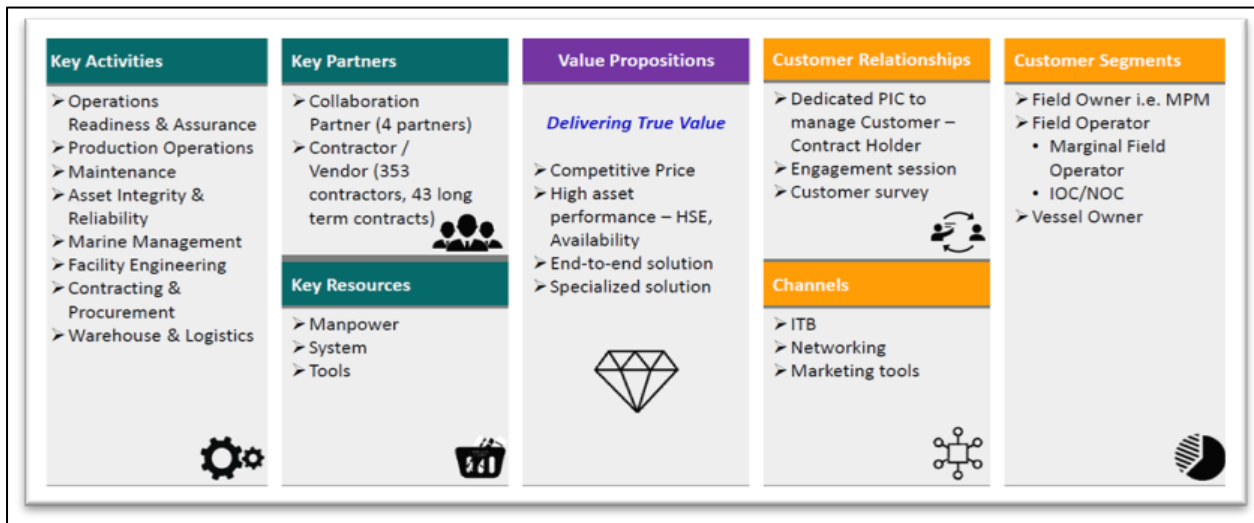 Key Activities
➢ Operations
Readiness & Assurance
➢ Production Operations
➢ Maintenance
➢ Asset Integrity &
Reliability
➢ Marine Management
➢ Facility Engineering
➢ Contracting &
Procurement
➢ Warehouse & Logistics
Key Partners
➢ Collaboration
Partner (4 partners)
➢ Contractor /
Vendor (353
contractors, 43 long
term contracts)
Key Resources
➢ Manpower
➢ System
➢ Tools
Value Propositions
Delivering True Value
➢ Competitive Price
➢ High asset
performance – HSE,
Availability
➢ End-to-end solution
➢ Specialized solution
Customer Relationships
➢ Dedicated PIC to
manage Customer –
Contract Holder
➢ Engagement session
➢ Customer survey
Channels
➢ ITB
➢ Networking
➢ Marketing tools
Customer Segments
➢ Field Owner i.e. MPM
➢ Field Operator
• Marginal Field
Operator
• IOC/NOC
➢ Vessel Owner